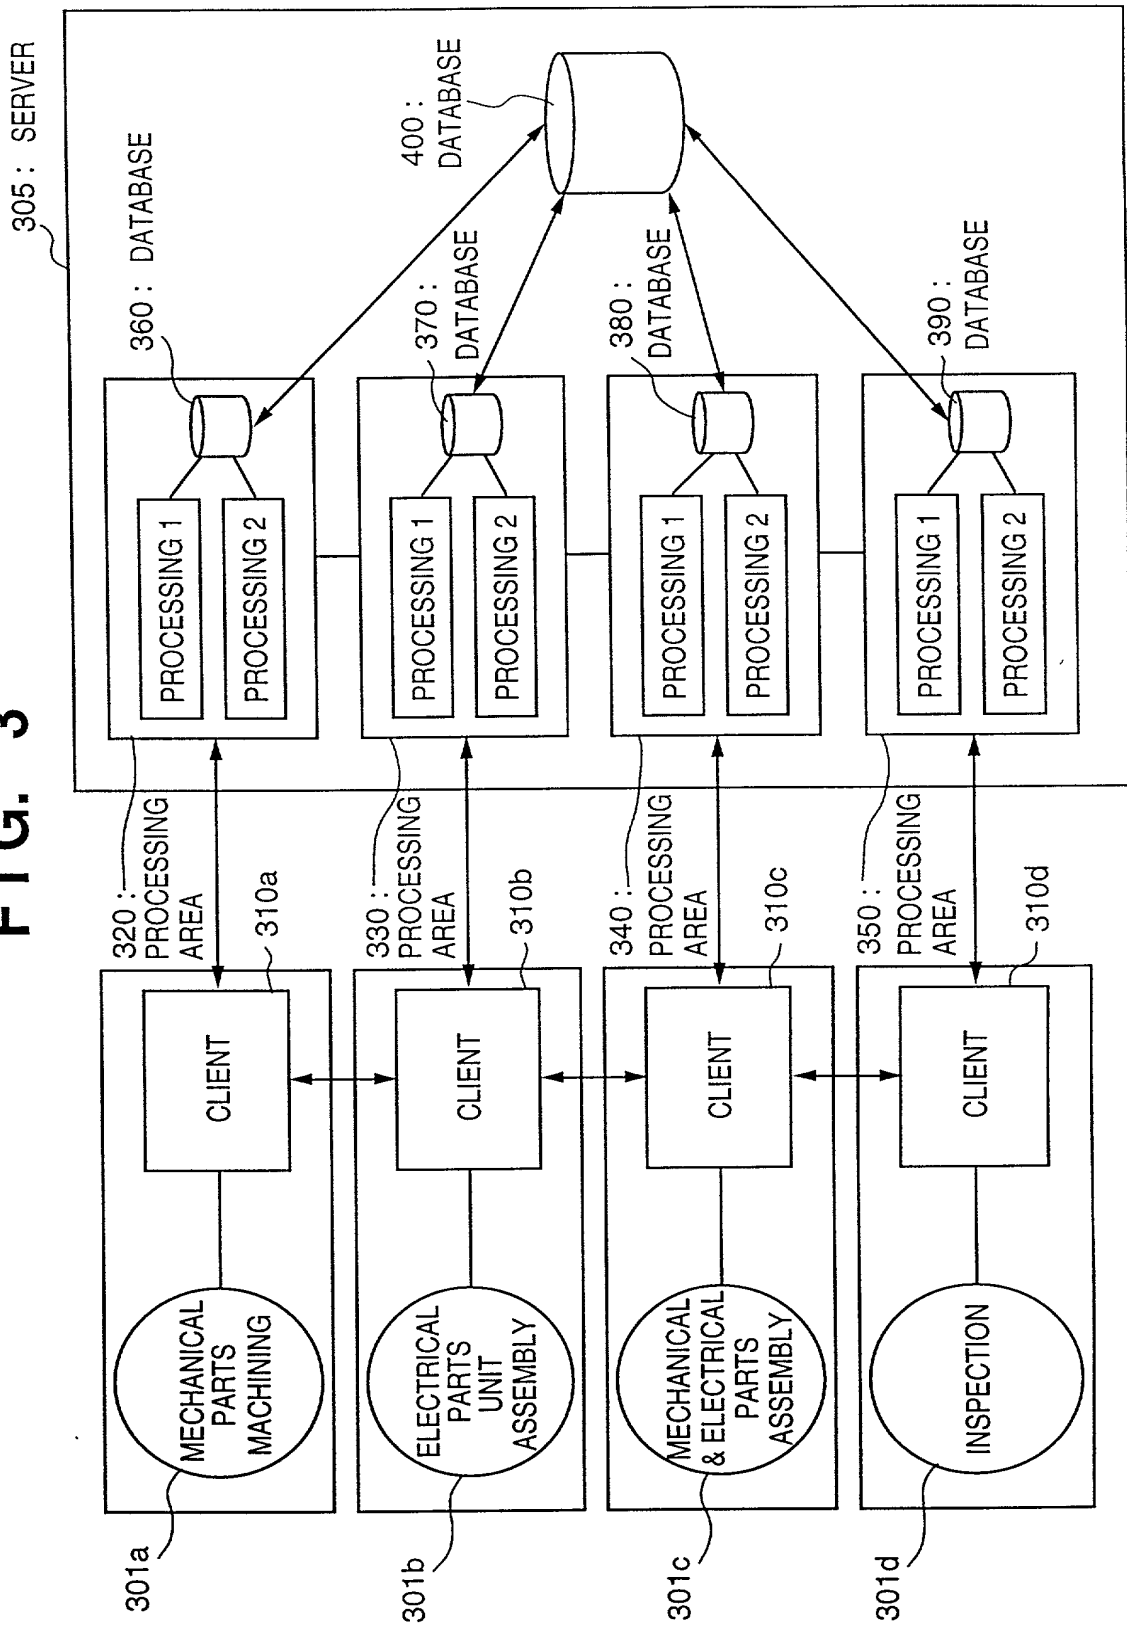 FIG. 3
305: SERVER
301a
MECHANICAL
PARTS
MACHINING
CLIENT
310a
320:
PROCESSING
AREA
PROCESSING 1
PROCESSING 2
360: DATABASE
301b
ELECTRICAL
PARTS
UNIT
ASSEMBLY
CLIENT
310b
330:
PROCESSING
AREA
PROCESSING 1
PROCESSING 2
370:
DATABASE
400:
DATABASE
301c
MECHANICAL
& ELECTRICAL
PARTS
ASSEMBLY
CLIENT
310c
340:
PROCESSING
AREA
PROCESSING 1
PROCESSING 2
380:
DATABASE
301d
INSPECTION
CLIENT
310d
350:
PROCESSING
AREA
PROCESSING 1
PROCESSING 2
390:
DATABASE